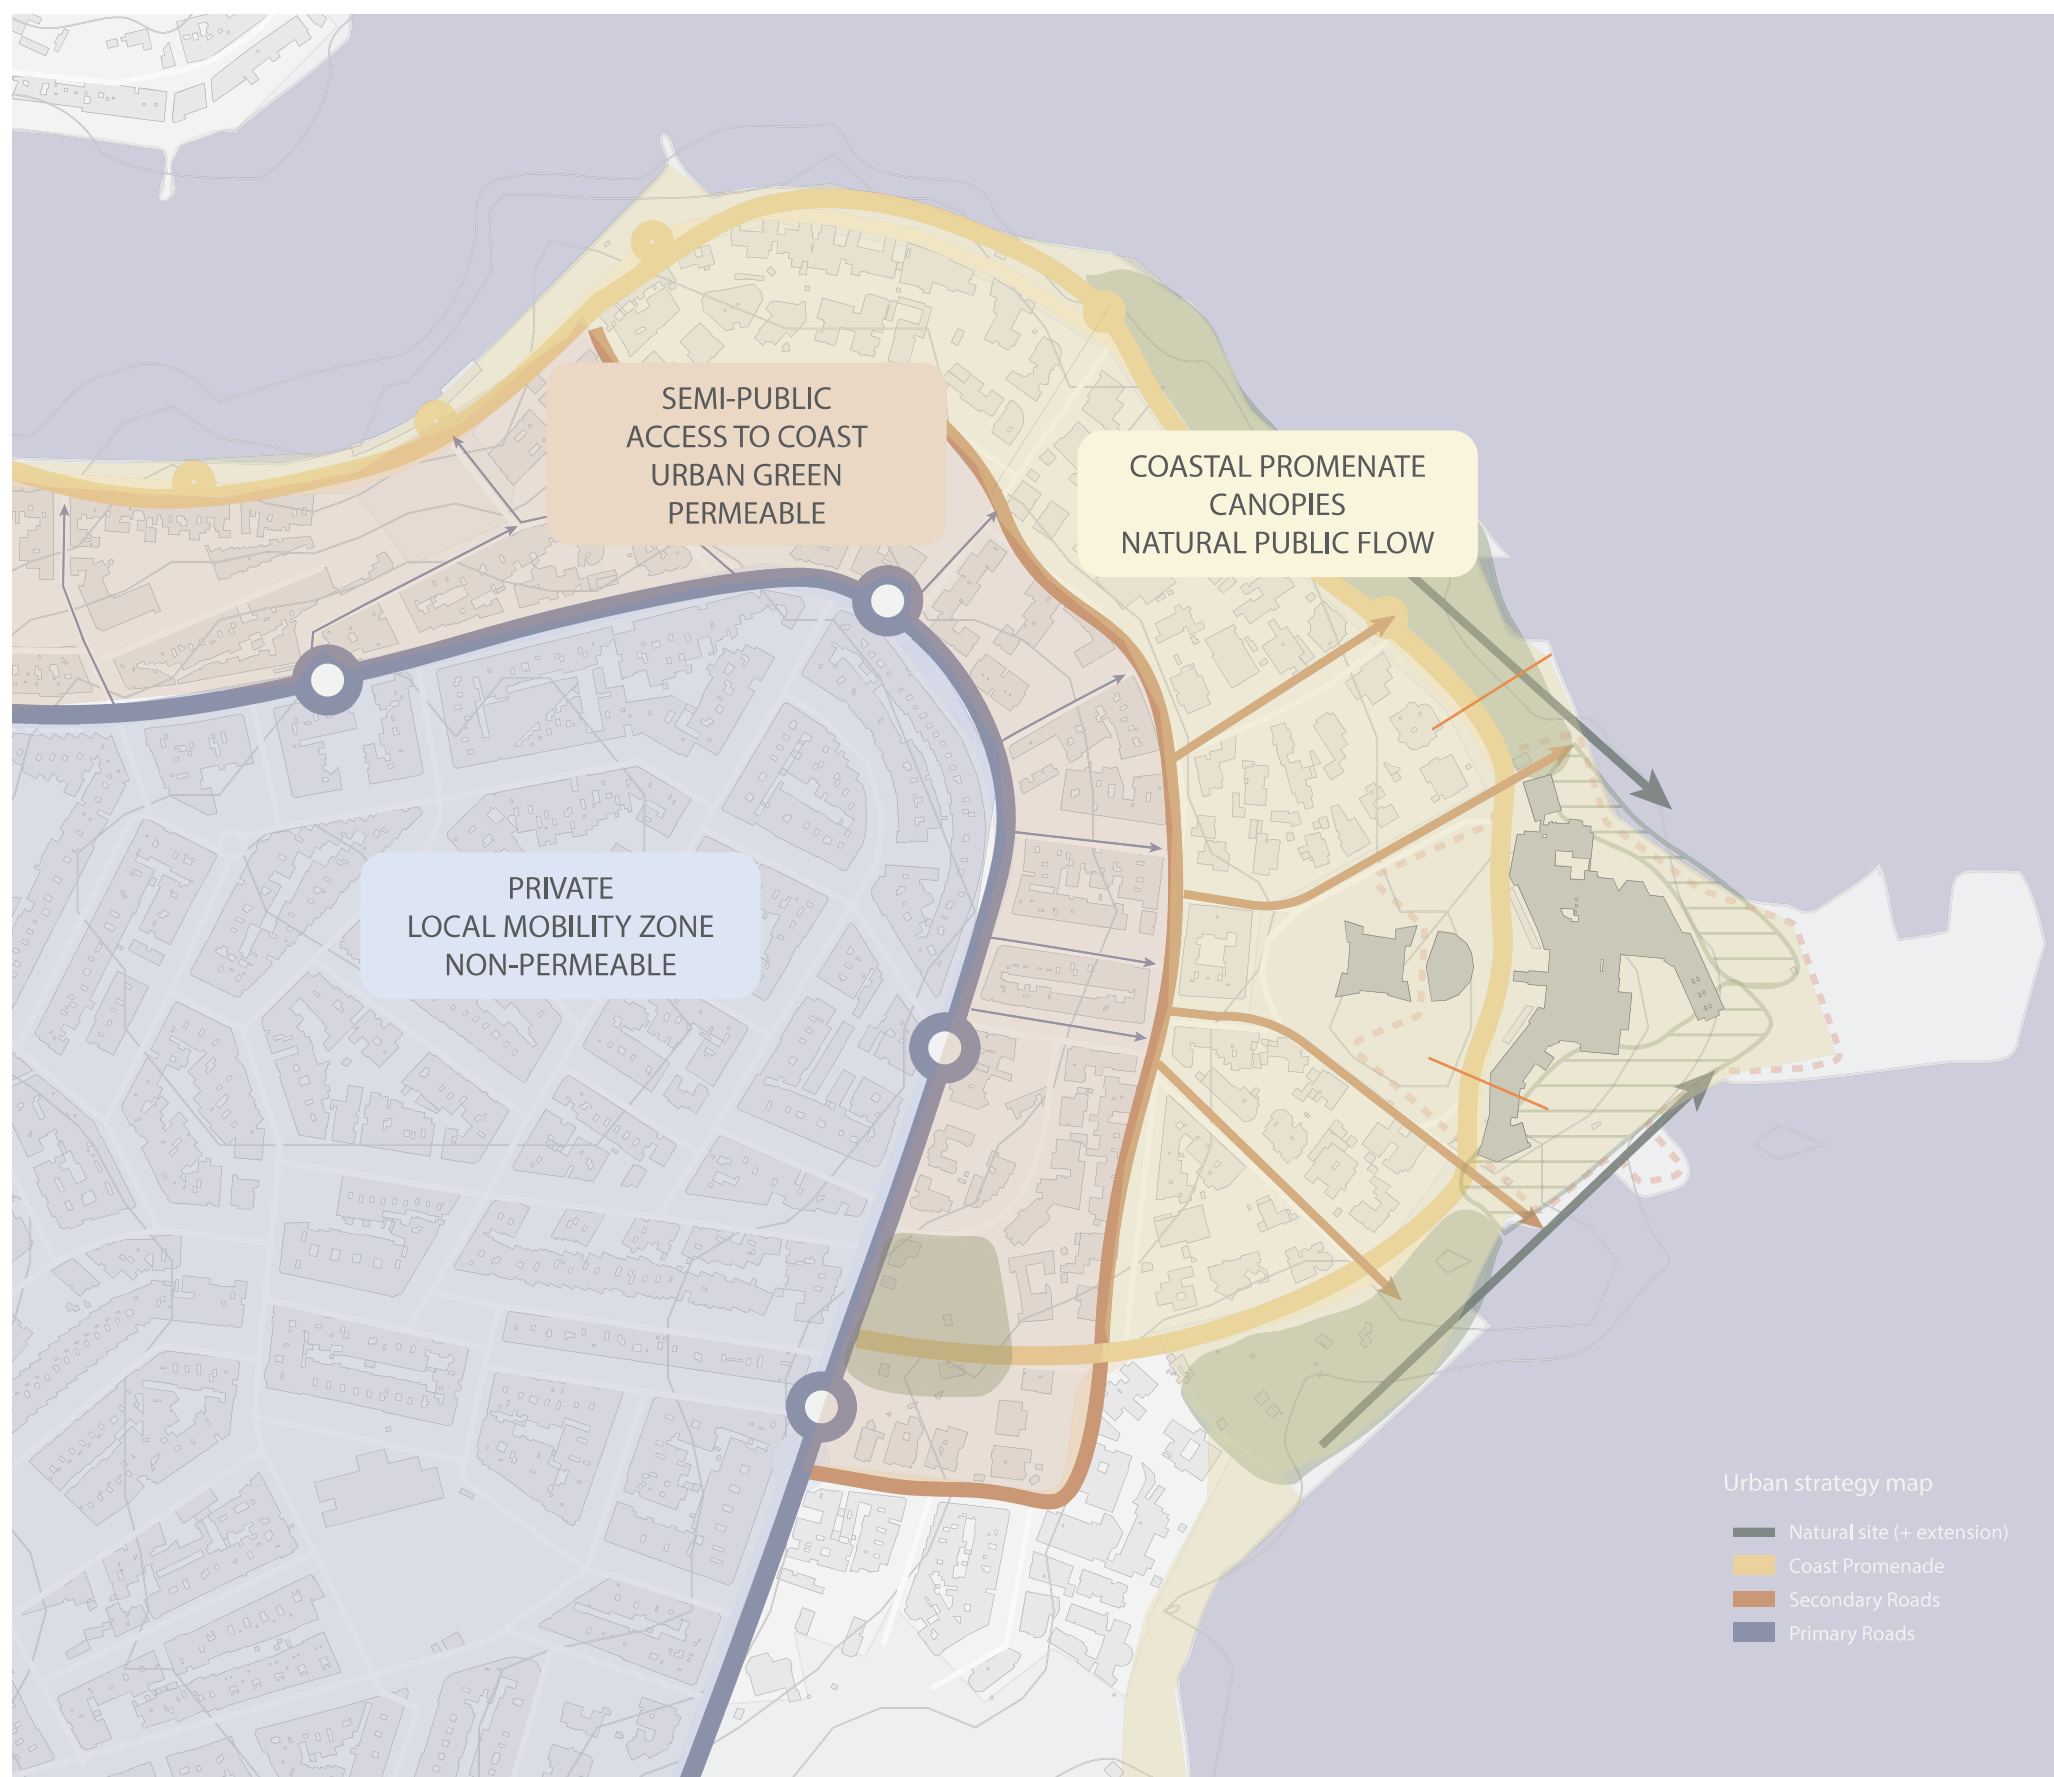 SEMI-PUBLIC
ACCESS TO COAST
URBAN GREEN
PERMEABLE
COASTAL PROMENATE
CANOPIES
NATURAL PUBLIC FLOW
PRIVATE
LOCAL MOBILITY ZONE
NON-PERMEABLE
Urban strategy map
Natural site (+ extension)
Coast Promenade
Secondary Roads
Primary Roads